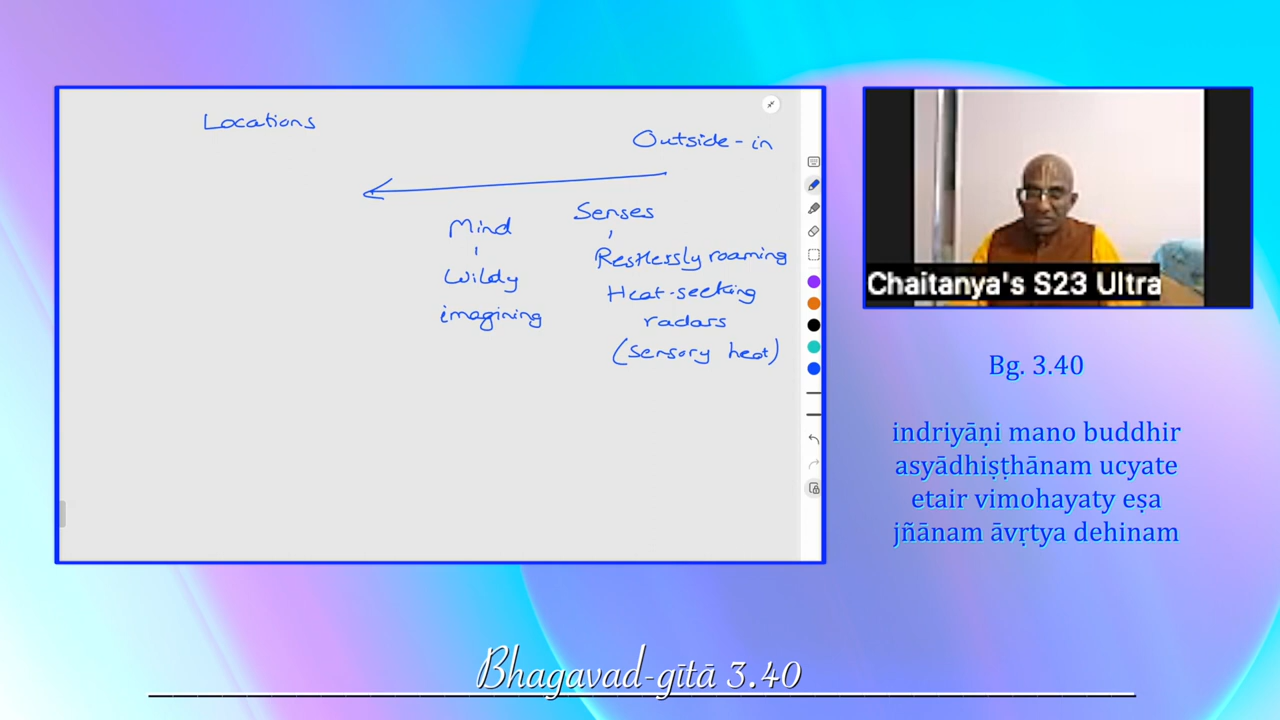 Locations
Outside-in
Mind
Wildy
imagining
Senses
Restlessly roaming
Heat-seeking
radars
(sensory heat)
Chaitanya's S23 Ultra
Bg. 3.40
indriyāṇi mano buddhir
asyādhiṣṭhānam ucyate
etair vimohayaty eṣa
jñānam āvṛtya dehinam
Bhagavad-gītā 3.40